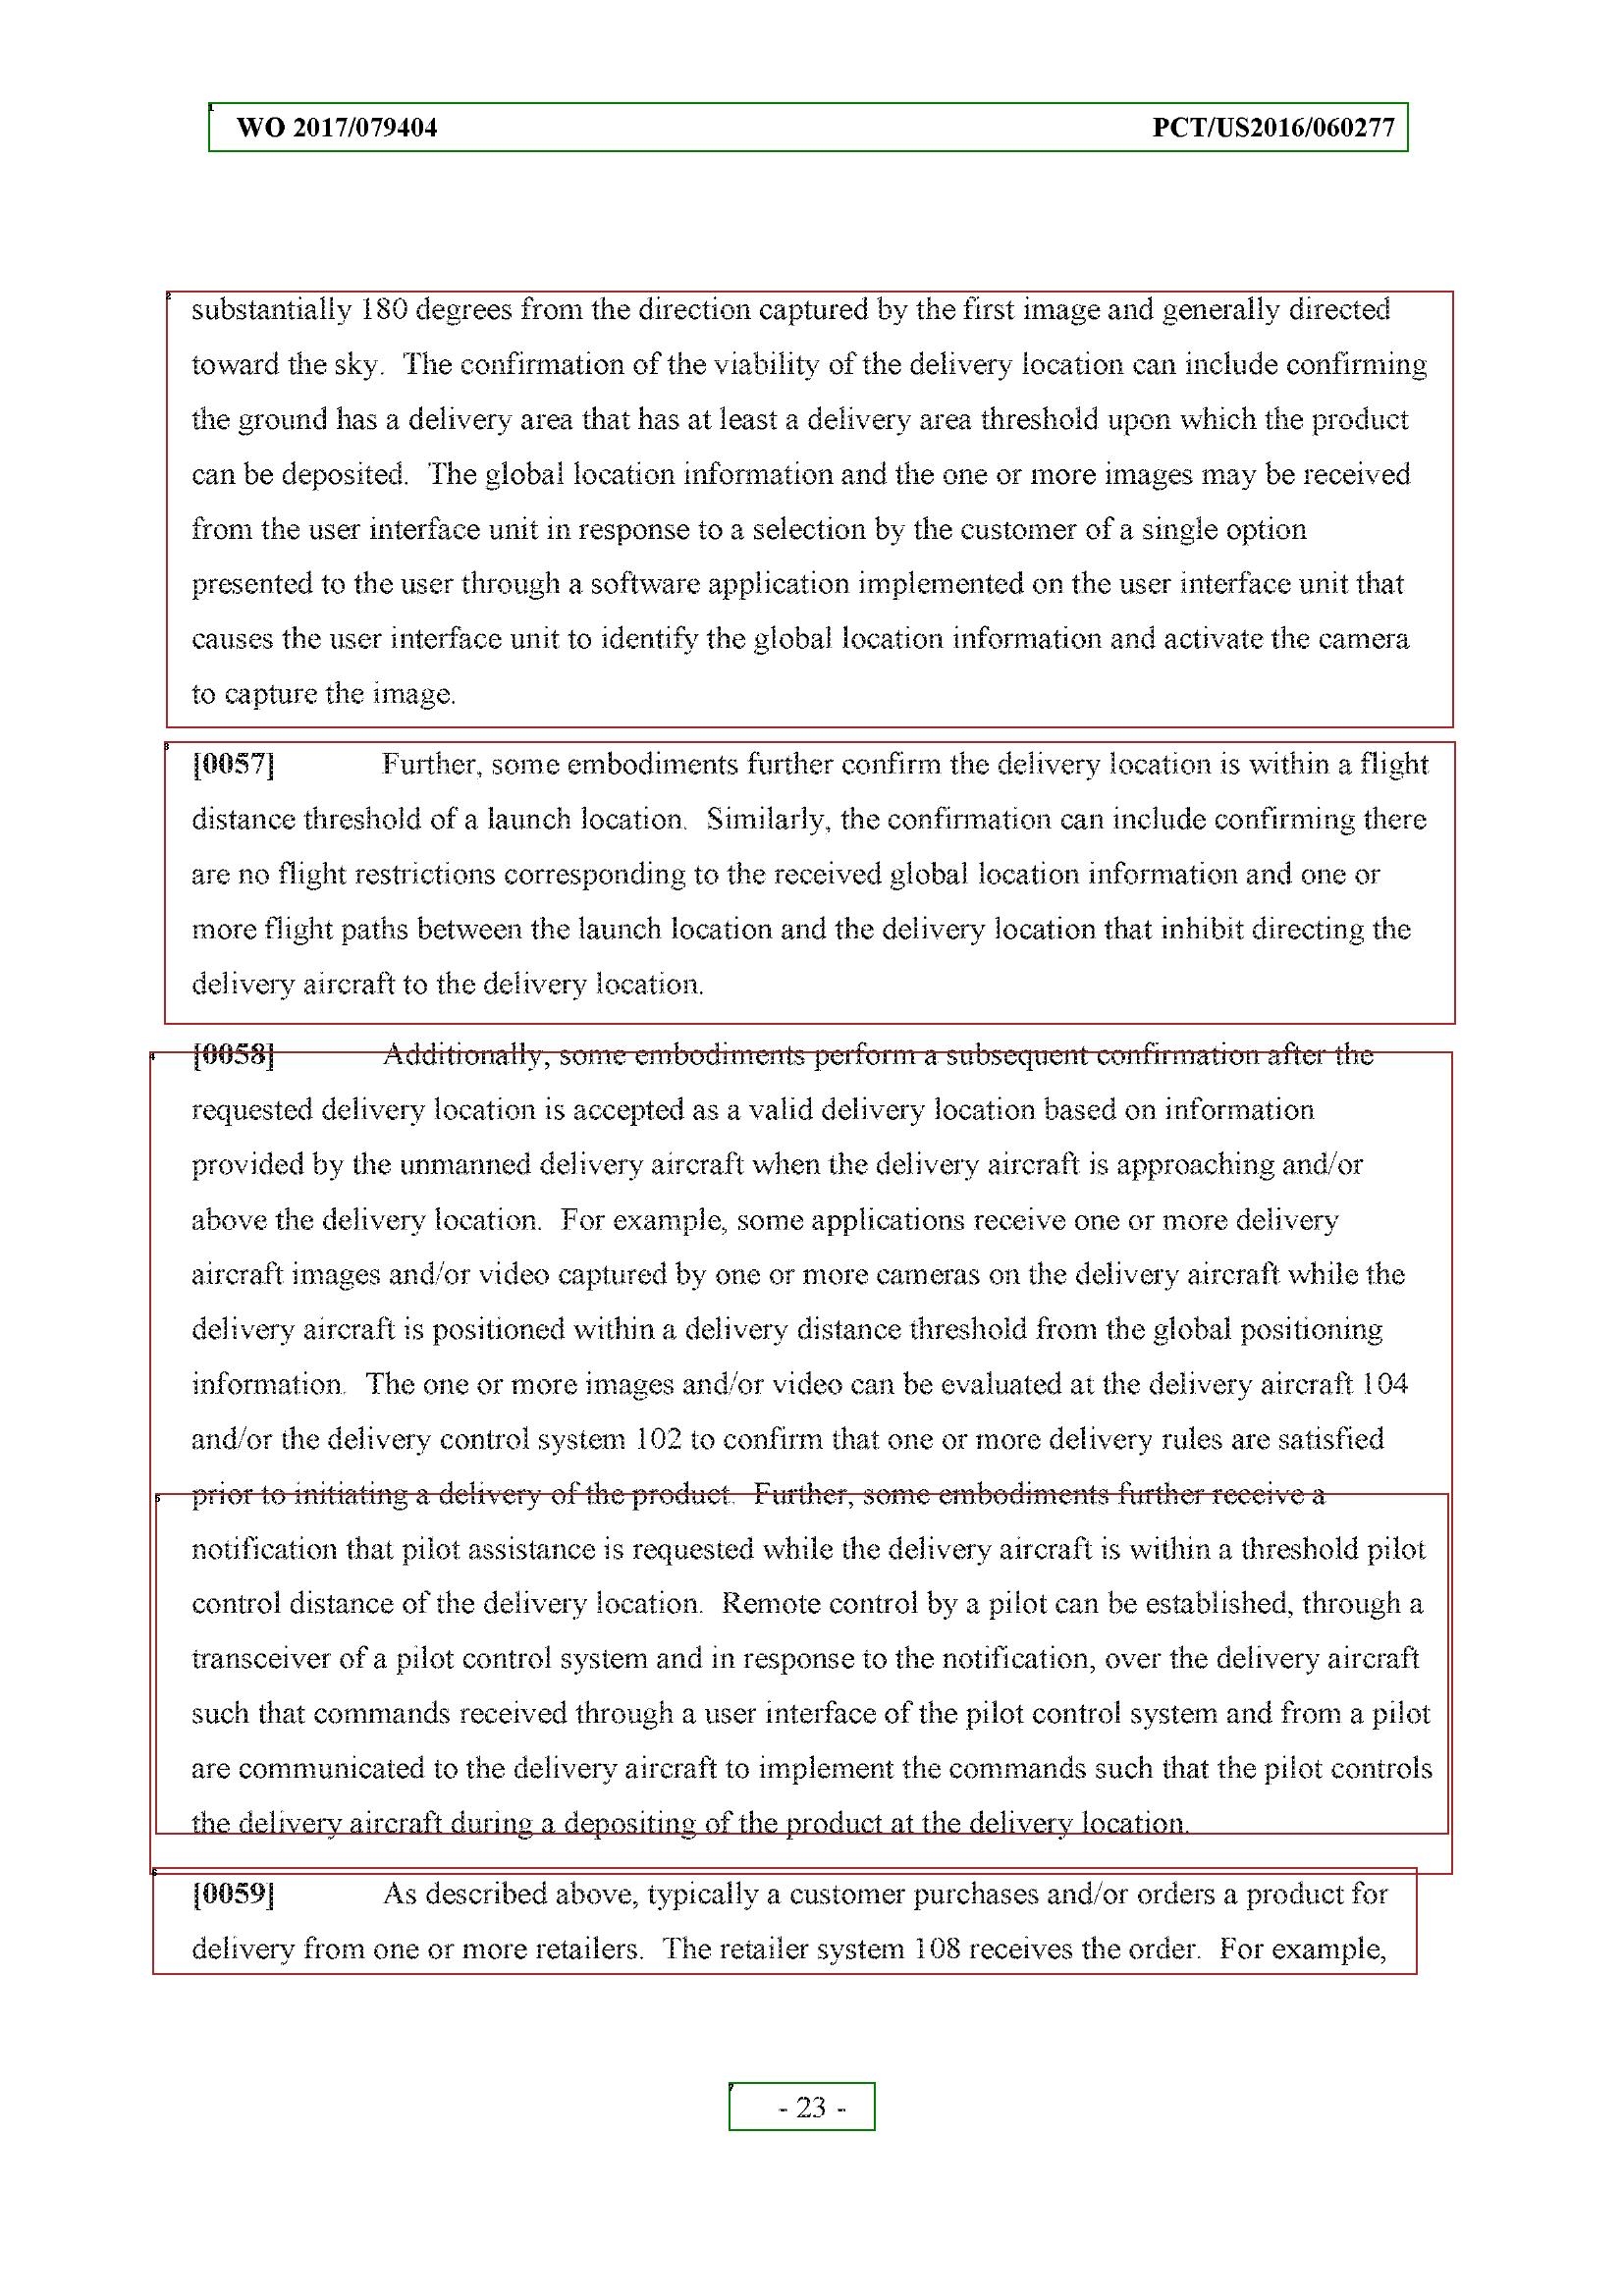 WO 2017/079404 PCT/US2016/060277
substantially 180 degrees from the direction captured by the first image and generally directed
toward the sky. The confirmation of the viability of the delivery location can include confirming
the ground has a delivery area that has at least a delivery area threshold upon which the product
can be deposited. The global location information and the one or more images may be received
from the user interface unit in response to a selection by the customer of a single option
presented to the user through a software application implemented on the user interface unit that
causes the user interface unit to identify the global location information and activate the camera
to capture the image.
[0057] Further, some embodiments further confirm the delivery location is within a flight
distance threshold of a launch location. Similarly, the confirmation can include confirming there
are no flight restrictions corresponding to the received global location information and one or
more flight paths between the launch location and the delivery location that inhibit directing the
delivery aircraft to the delivery location.
[0058] Additionally, some embodiments perform a subsequent confirmation after the
requested delivery location is accepted as a valid delivery location based on information
provided by the unmanned delivery aircraft when the delivery aircraft is approaching and/or
above the delivery location. For example, some applications receive one or more delivery
aircraft images and/or video captured by one or more cameras on the delivery aircraft while the
delivery aircraft is positioned within a delivery distance threshold from the global positioning
information. The one or more images and/or video can be evaluated at the delivery aircraft 104
and/or the delivery control system 102 to confirm that one or more delivery rules are satisfied
prior to initiating a delivery of the product. Further, some embodiments further receive a
notification that pilot assistance is requested while the delivery aircraft is within a threshold pilot
control distance of the delivery location. Remote control by a pilot can be established, through a
transceiver of a pilot control system and in response to the notification, over the delivery aircraft
such that commands received through a user interface of the pilot control system and from a pilot
are communicated to the delivery aircraft to implement the commands such that the pilot controls
the delivery aircraft during a depositing of the product at the delivery location.
[0059] As described above, typically a customer purchases and/or orders a product for
delivery from one or more retailers. The retailer system 108 receives the order. For example,
- 23 -